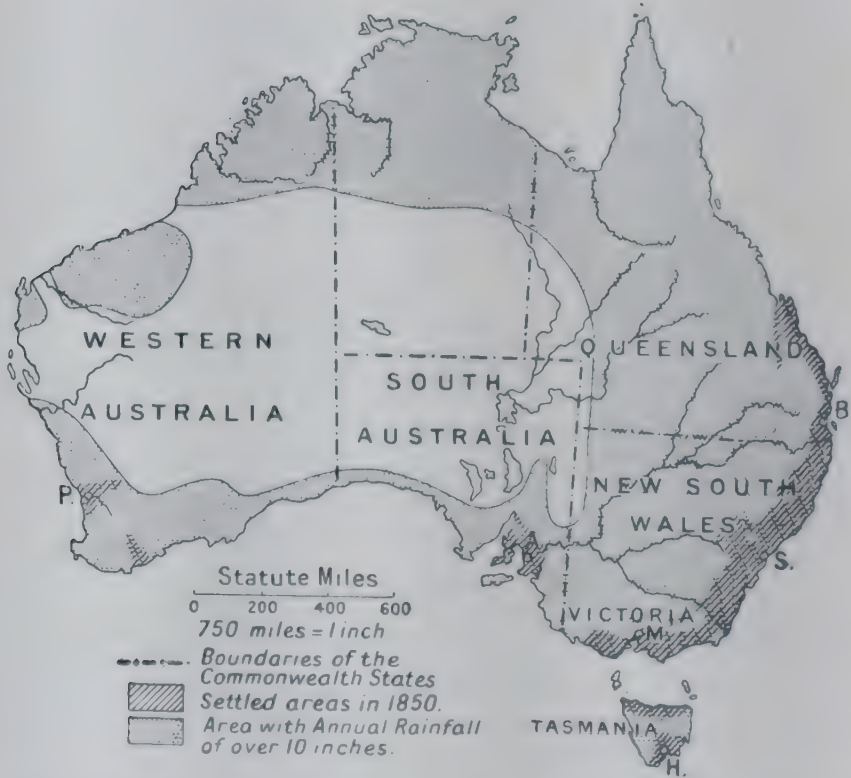 WESTERN
AUSTRALIA
SOUTH
AUSTRALIA
QUEENSLAND
B
NEW SOUTH
WALES
P.
S.
A
VICTORIA
M.
TASMANIA
H.
Statute Miles
0 200 400 600
750 miles = 1 inch
Boundaries of the
Commonwealth States
Settled areas in 1850.
Area with Annual Rainfall
of over 10 inches.